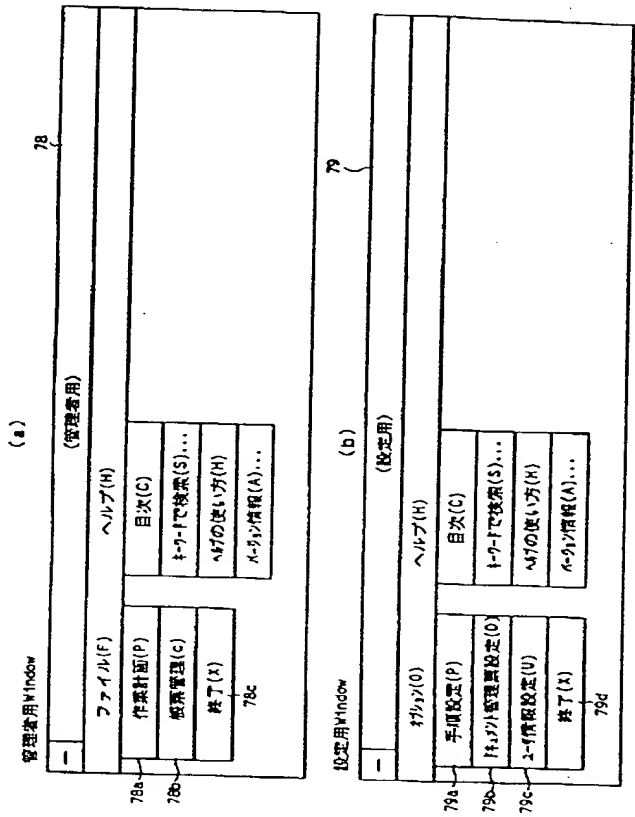 (a)
管理者用Window
78
(管理者用)
ファイル(F)
ヘルプ(H)
78a
作業計画(P)
78b
帳票管理(c)
終了(X)
78c
目次(C)
キーワードで検索(S)...
ヘルプの使い方(H)
バージョン情報(A)...
(b)
設定用Window
79
(設定用)
オプション(O)
ヘルプ(H)
79a
手順設定(P)
79b
ドキュメント管理票設定(D)
79c
ユーザ情報設定(U)
終了(X)
79d
目次(C)
キーワードで検索(S)...
ヘルプの使い方(H)
バージョン情報(A)...